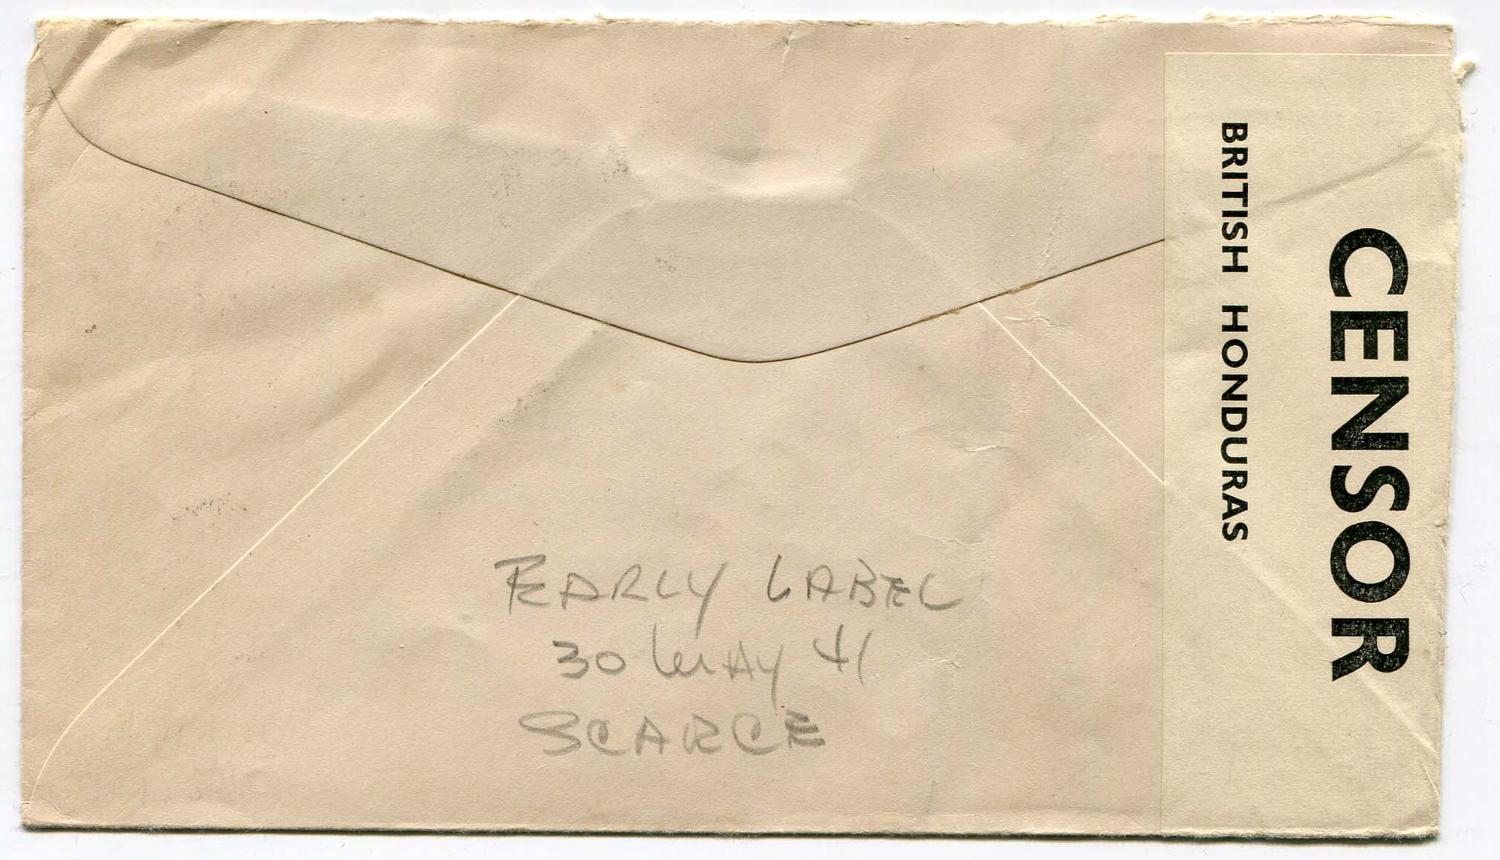 EARLY LABEL
30 MAY 41
SCARCE
CENSOR
BRITISH HONDURAS